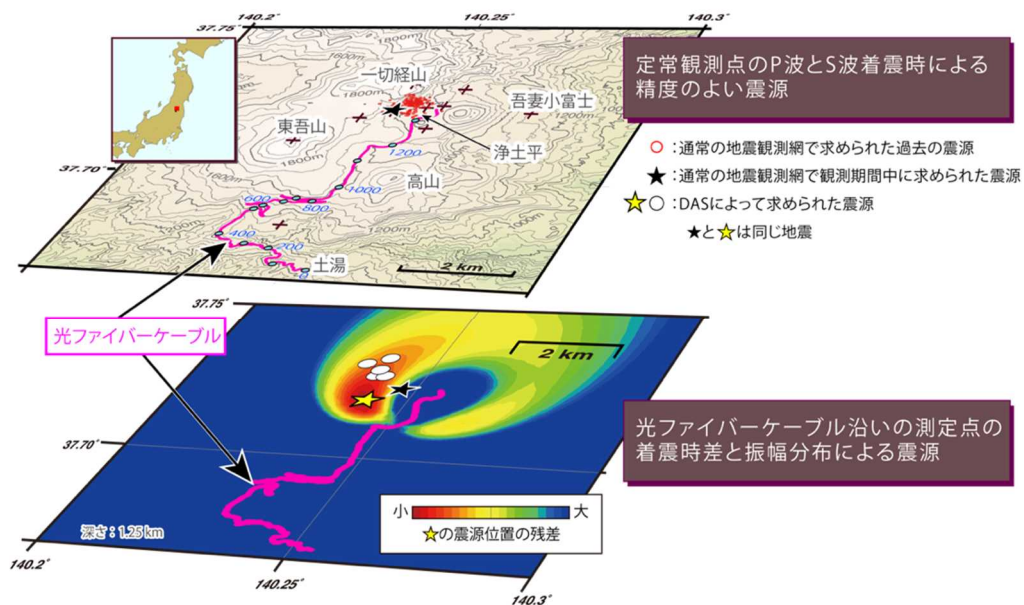 140.2°
140.25°
140.3°
37.75°
定常観測点のP波とS波着震時による
精度のよい震源
一切経山
1800m
1800m
1600m
吾妻小富士
東吾山
浄土平
1800m
1200
○:通常の地震観測網で求められた過去の震源
37.70°
高山
1000
★:通常の地震観測網で観測期間中に求められた震源
600
800
☆○:DASによって求められた震源
400
1200m
1200m
★と☆は同じ地震
200
土湯
0
2 km
37.75°
光ファイバーケーブル
2 km
光ファイバーケーブル沿いの測定点の
着震時差と振幅分布による震源
37.70°
小 大
☆の震源位置の残差
深さ:1.25 km
140.2°
140.25°
140.3°